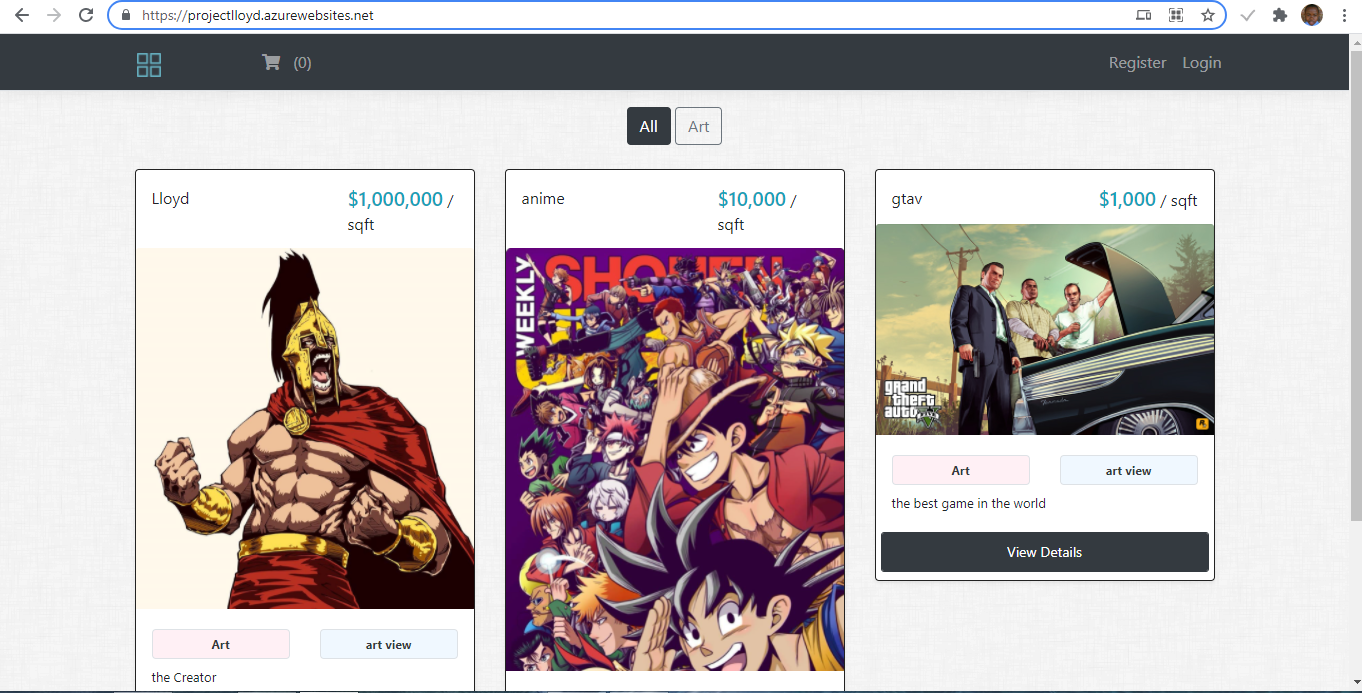 https://projectlloyd.azurewebsites.net
(0)
Register Login
All Art
Lloyd $1,000,000 /
sqft
anime $10,000 /
sqft
gtav $1,000 / sqft
WEEKLY
SHONEN
grand
theft
auto
V
R
Art art view
the best game in the world
View Details
Art art view
the Creator